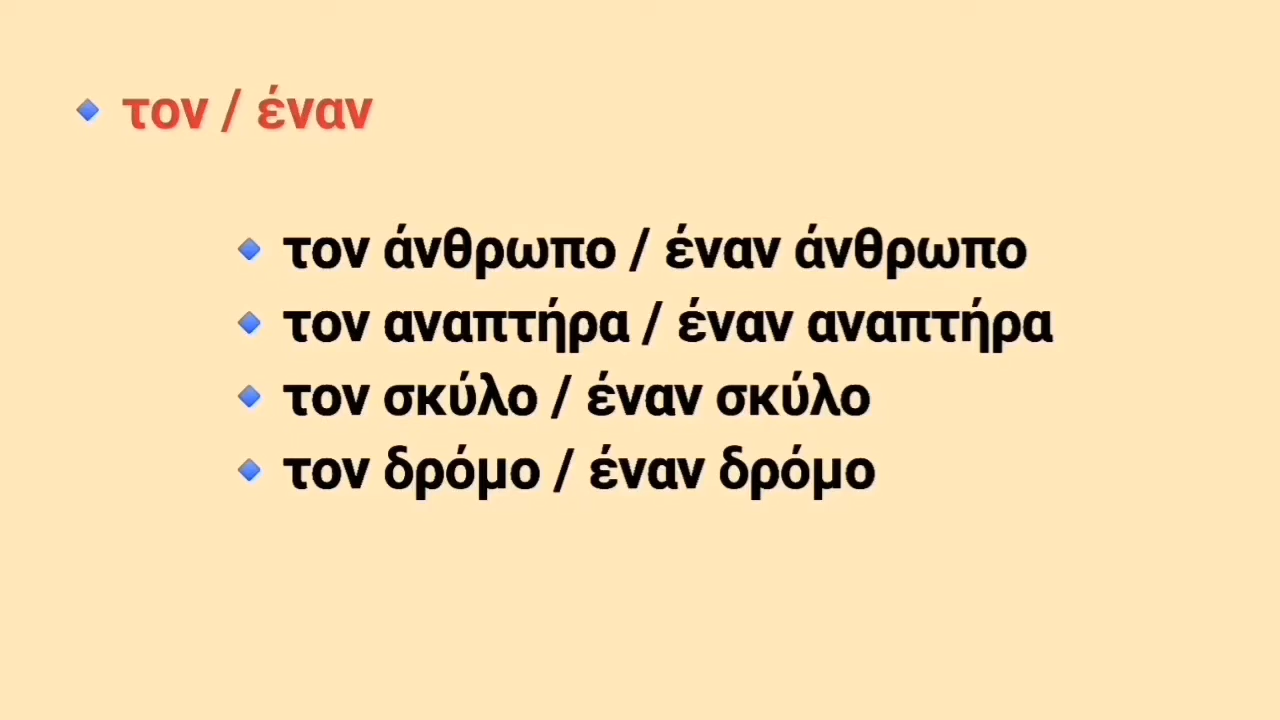 τον / έναν
τον άνθρωπο / έναν άνθρωπο
τον αναπτήρα / έναν αναπτήρα
τον σκύλο / έναν σκύλο
τον δρόμο / έναν δρόμο